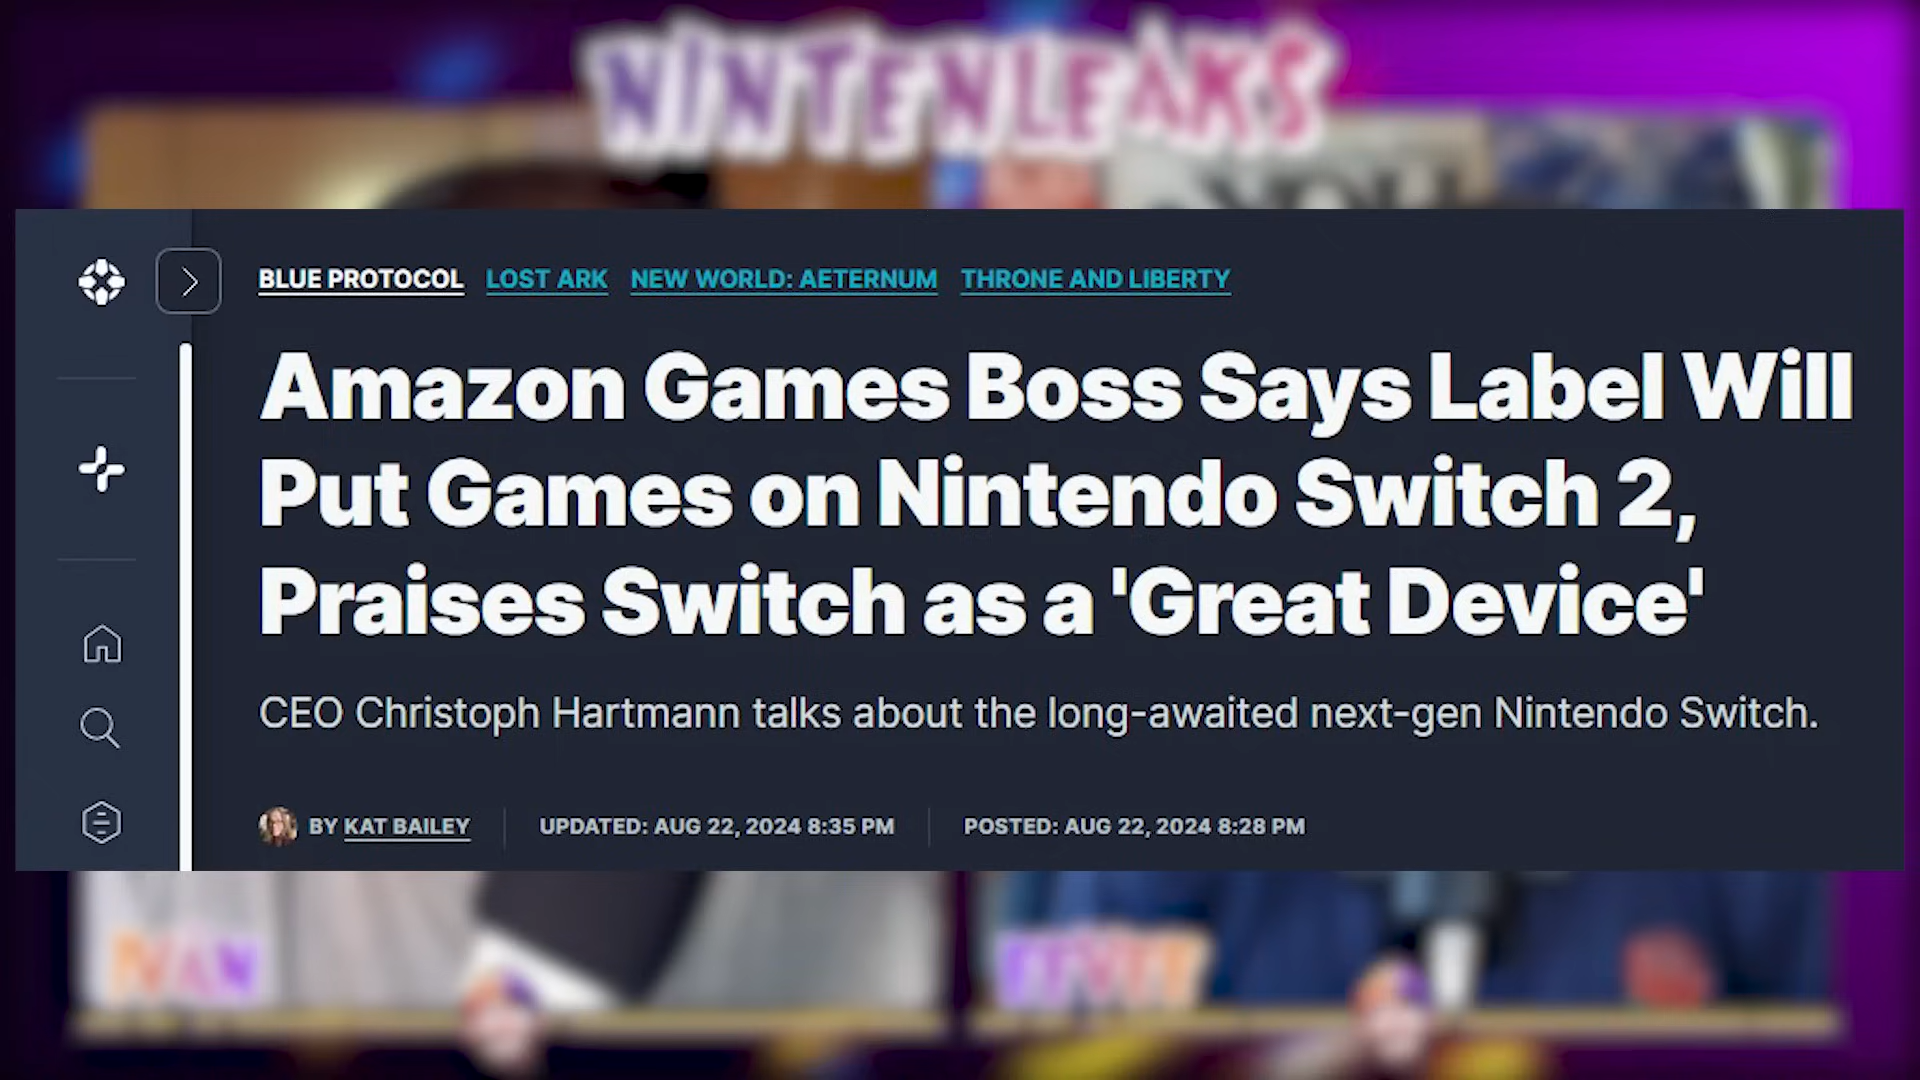 NINTENLEAKS
BLUE PROTOCOL LOST ARK NEW WORLD: AETERNUM THRONE AND LIBERTY
Amazon Games Boss Says Label Will
Put Games on Nintendo Switch 2,
Praises Switch as a 'Great Device'
CEO Christoph Hartmann talks about the long-awaited next-gen Nintendo Switch.
BY KAT BAILEY UPDATED: AUG 22, 2024 8:35 PM POSTED: AUG 22, 2024 8:28 PM
IVAN